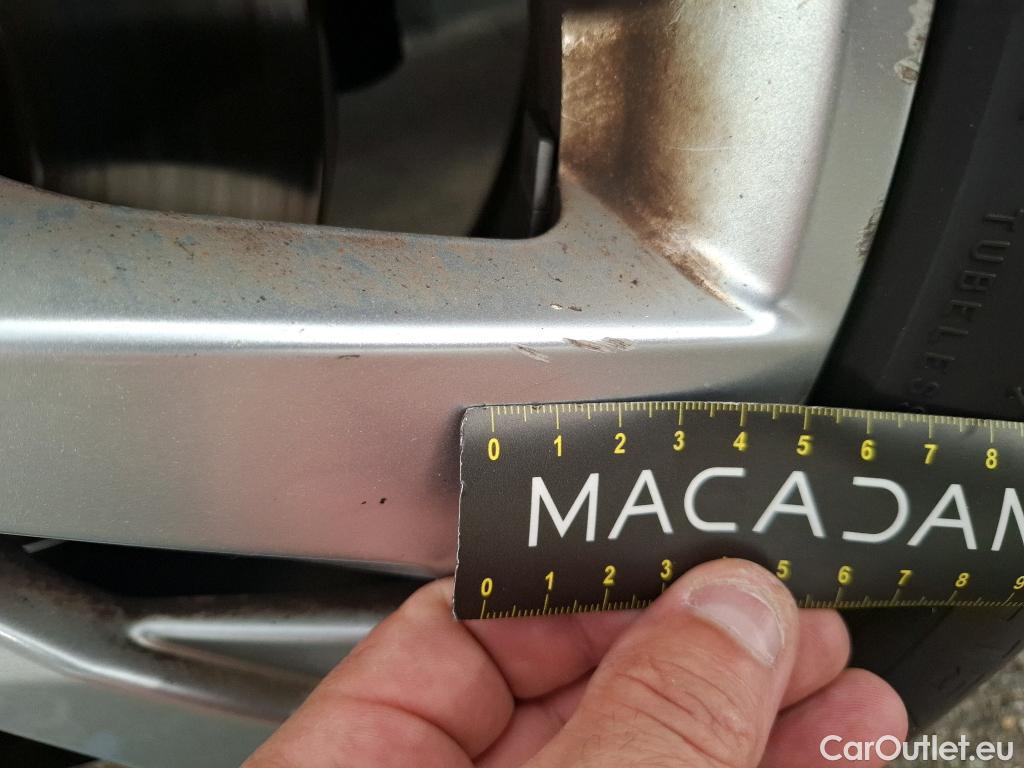 TUBELESS
0 1 2 3 4 5 6 7 8
MACADAM
0 1 2 3 5 6 7 8 9
CarOutlet.eu